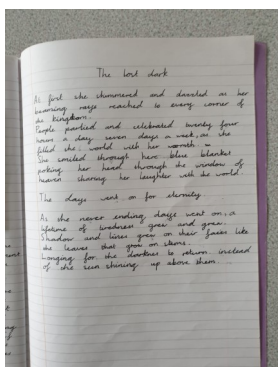 The lost dark
At first she shimmered and dazzled as her
beaming rays reached to every corner of
the kingdom.
People partied and celebrated twenty four
hours a day seven days a week, as she
filled the world with her warmth.
She smiled through her blue blanket
poking her head through the window of
heaven sharing her laughter with the world.
The days went on for eternity.
As the never ending days went on, a
lifetime of tiredness grew and grew.
Shadow and lines grew on their faces like
the leaves that grow on stems.
Longing for the darkness to return instead
of the sun shining up above them.